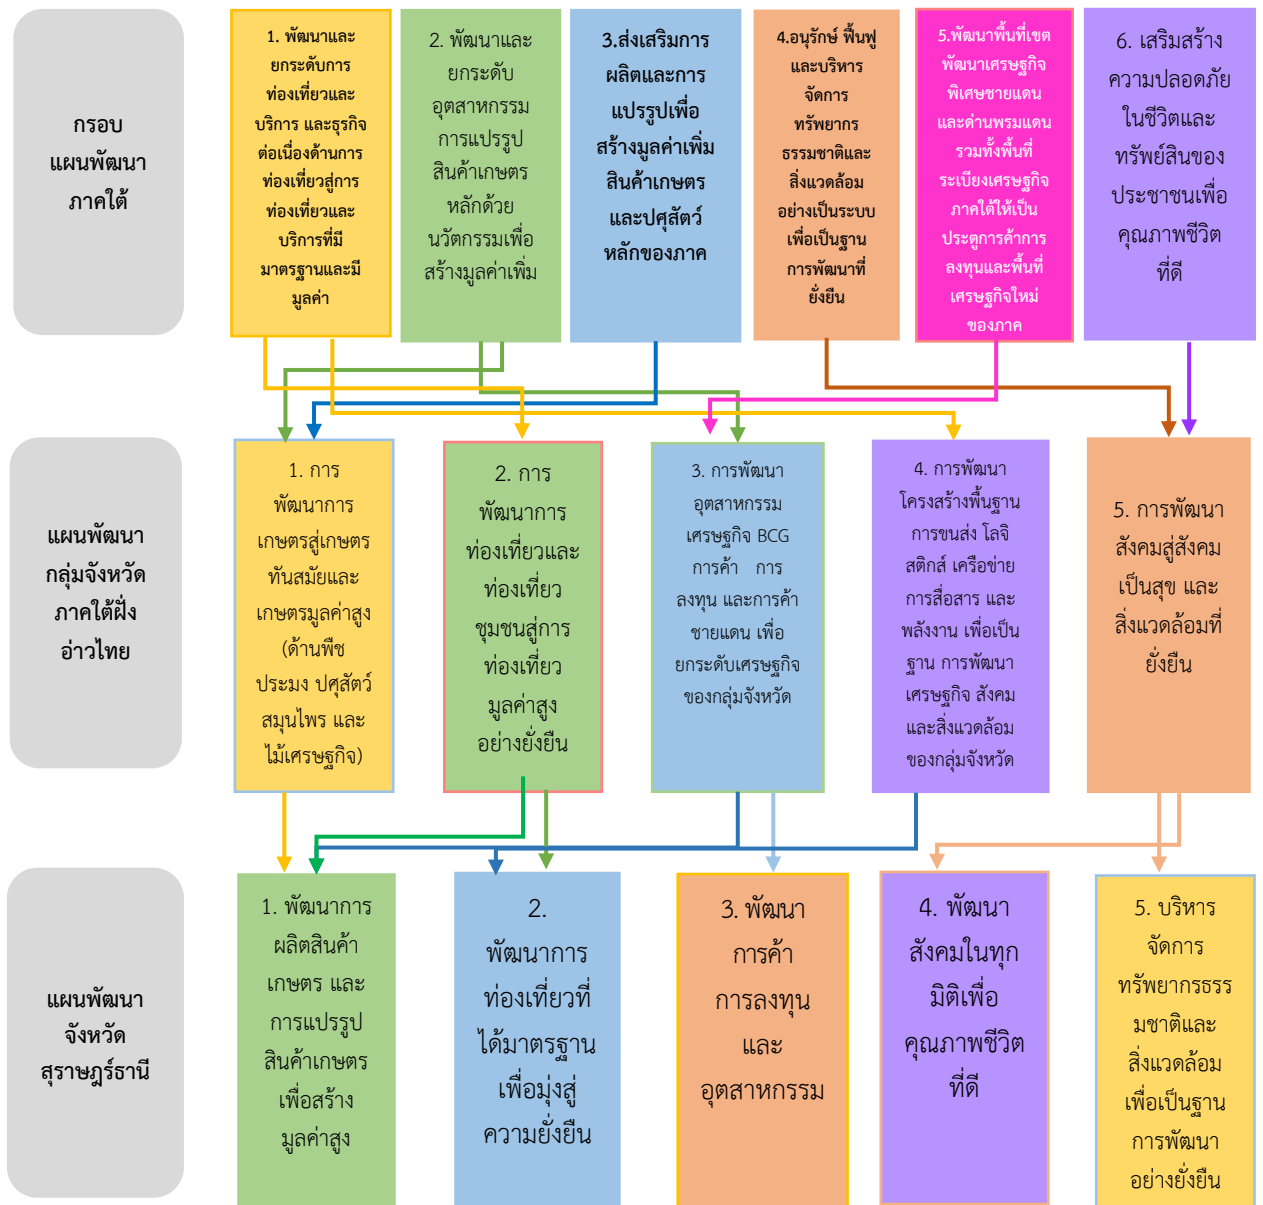 กรอบ
แผนพัฒนา
ภาคใต้
1. พัฒนาและ
ยกระดับการ
ท่องเที่ยวและ
บริการ และธุรกิจ
ต่อเนื่องด้านการ
ท่องเที่ยวสู่การ
ท่องเที่ยวและ
บริการที่มี
มาตรฐานและมี
มูลค่า
2. พัฒนาและ
ยกระดับ
อุตสาหกรรม
การแปรรูป
สินค้าเกษตร
หลักด้วย
นวัตกรรมเพื่อ
สร้างมูลค่าเพิ่ม
3.ส่งเสริมการ
ผลิตและการ
แปรรูปเพื่อ
สร้างมูลค่าเพิ่ม
สินค้าเกษตร
และปศุสัตว์
หลักของภาค
4.อนุรักษ์ ฟื้นฟู
และบริหาร
จัดการ
ทรัพยากร
ธรรมชาติและ
สิ่งแวดล้อม
อย่างเป็นระบบ
เพื่อเป็นฐาน
การพัฒนาที่
ยั่งยืน
5.พัฒนาพื้นที่เขต
พัฒนาเศรษฐกิจ
พิเศษชายแดน
และด่านพรมแดน
รวมทั้งพื้นที่
ระเบียงเศรษฐกิจ
ภาคใต้ให้เป็น
ประตูการค้าการ
ลงทุนและพื้นที่
เศรษฐกิจใหม่
ของภาค
6. เสริมสร้าง
ความปลอดภัย
ในชีวิตและ
ทรัพย์สินของ
ประชาชนเพื่อ
คุณภาพชีวิต
ที่ดี
แผนพัฒนา
กลุ่มจังหวัด
ภาคใต้ฝั่ง
อ่าวไทย
1. การ
พัฒนาการ
เกษตรสู่เกษตร
ทันสมัยและ
เกษตรมูลค่าสูง
(ด้านพืช
ประมง ปศุสัตว์
สมุนไพร และ
ไม้เศรษฐกิจ)
2. การ
พัฒนาการ
ท่องเที่ยวและ
ท่องเที่ยว
ชุมชนสู่การ
ท่องเที่ยว
มูลค่าสูง
อย่างยั่งยืน
3. การพัฒนา
อุตสาหกรรม
เศรษฐกิจ BCG
การค้า การ
ลงทุน และการค้า
ชายแดน เพื่อ
ยกระดับเศรษฐกิจ
ของกลุ่มจังหวัด
4. การพัฒนา
โครงสร้างพื้นฐาน
การขนส่ง โลจิ
สติกส์ เครือข่าย
การสื่อสาร และ
พลังงาน เพื่อเป็น
ฐาน การพัฒนา
เศรษฐกิจ สังคม
และสิ่งแวดล้อม
ของกลุ่มจังหวัด
5. การพัฒนา
สังคมสู่สังคม
เป็นสุข และ
สิ่งแวดล้อมที่
ยั่งยืน
แผนพัฒนา
จังหวัด
สุราษฎร์ธานี
1. พัฒนาการ
ผลิตสินค้า
เกษตร และ
การแปรรูป
สินค้าเกษตร
เพื่อสร้าง
มูลค่าสูง
2.
พัฒนาการ
ท่องเที่ยวที่
ได้มาตรฐาน
เพื่อมุ่งสู่
ความยั่งยืน
3. พัฒนา
การค้า
การลงทุน
และ
อุตสาหกรรม
4. พัฒนา
สังคมในทุก
มิติเพื่อ
คุณภาพชีวิต
ที่ดี
5. บริหาร
จัดการ
ทรัพยากรธรร
มชาติและ
สิ่งแวดล้อม
เพื่อเป็นฐาน
การพัฒนา
อย่างยั่งยืน